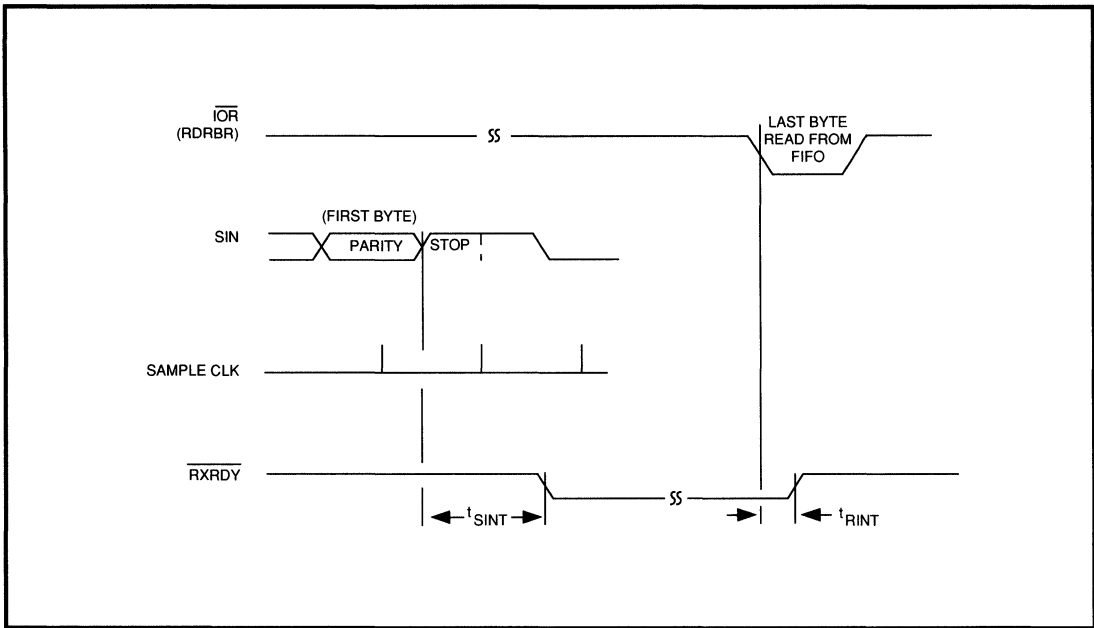 IOR
(RDRBR)
LAST BYTE
READ FROM
FIFO
(FIRST BYTE)
SIN
PARITY
STOP
SAMPLE CLK
RXRDY
tSINT
tRINT